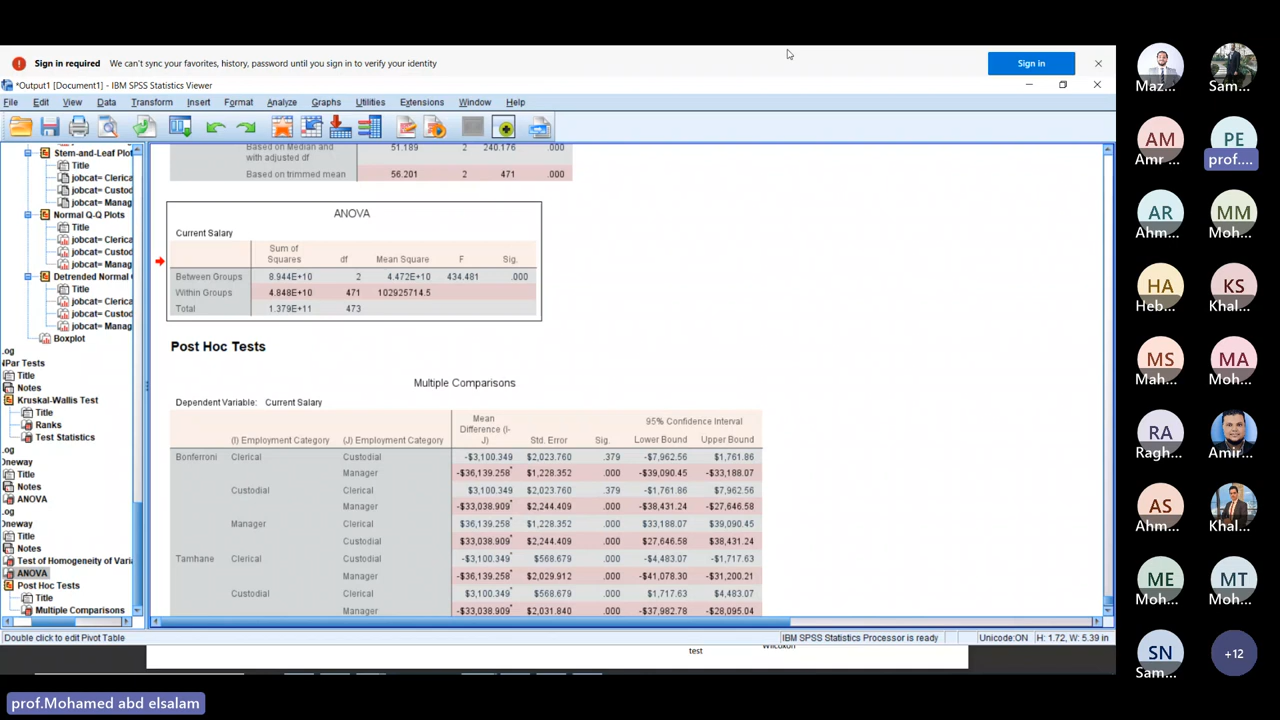 Sign in required We can't sync your favorites, history, password until you sign in to verify your identity Sign in
*Output1 [Document1] - IBM SPSS Statistics Viewer
File Edit View Data Transform Insert Format Analyze Graphs Utilities Extensions Window Help
Stem-and-Leaf Plot
Title
jobcat= Clerica
jobcat= Custod
jobcat= Manag
Normal Q-Q Plots
Title
jobcat= Clerica
jobcat= Custod
jobcat= Manag
Detrended Normal
Title
jobcat= Clerica
jobcat= Custod
jobcat= Manag
Boxplot
.og
NPar Tests
Title
Notes
Kruskal-Wallis Test
Title
Ranks
Test Statistics
.og
Oneway
Title
Notes
ANOVA
.og
Oneway
Title
Notes
Test of Homogeneity of Varia
ANOVA
Post Hoc Tests
Title
Multiple Comparisons
Based on Median and with adjusted df 51.189 2 240.176 .000
Based on trimmed mean 56.201 2 471 .000
ANOVA
Current Salary
Sum of Squares df Mean Square F Sig.
Between Groups 8.944E+10 2 4.472E+10 434.481 .000
Within Groups 4.848E+10 471 102925714.5
Total 1.379E+11 473
Post Hoc Tests
Multiple Comparisons
Dependent Variable: Current Salary
(I) Employment Category (J) Employment Category Mean Difference (I-J) Std. Error Sig. 95% Confidence Interval Lower Bound Upper Bound
Bonferroni Clerical Custodial -$3,100.349 $2,023.760 .379 -$7,962.56 $1,761.86
Manager -$36,139.258* $1,228.352 .000 -$39,090.45 -$33,188.07
Custodial Clerical $3,100.349 $2,023.760 .379 -$1,761.86 $7,962.56
Manager -$33,038.909* $2,244.409 .000 -$38,431.24 -$27,646.58
Manager Clerical $36,139.258* $1,228.352 .000 $33,188.07 $39,090.45
Custodial $33,038.909* $2,244.409 .000 $27,646.58 $38,431.24
Tamhane Clerical Custodial -$3,100.349* $568.679 .000 -$4,483.07 -$1,717.63
Manager -$36,139.258* $2,029.912 .000 -$41,078.30 -$31,200.21
Custodial Clerical $3,100.349* $568.679 .000 $1,717.63 $4,483.07
Manager -$33,038.909* $2,031.840 .000 -$37,982.78 -$28,095.04
Double click to edit Pivot Table IBM SPSS Statistics Processor is ready Unicode:ON H: 1.72, W: 5.39 in
test Wilcoxon
prof.Mohamed abd elsalam
Maz... Sam...
AM PE
Amr ... prof....
AR MM
Ahm... Moh...
HA KS
Heb... Khal...
MS MA
Mah... Moh...
RA
Ragh... Amir...
AS
Ahm... Khal...
ME MT
Moh... Moh...
SN +12
Sam...